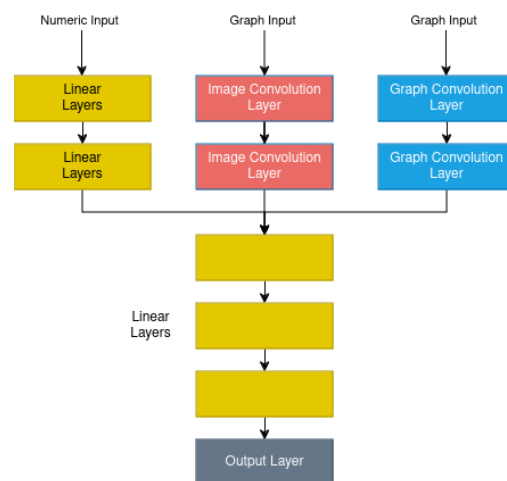 Numeric Input
Graph Input
Graph Input
Linear
Layers
Image Convolution
Layer
Graph Convolution
Layer
Linear
Layers
Image Convolution
Layer
Graph Convolution
Layer
Linear
Layers
Output Layer